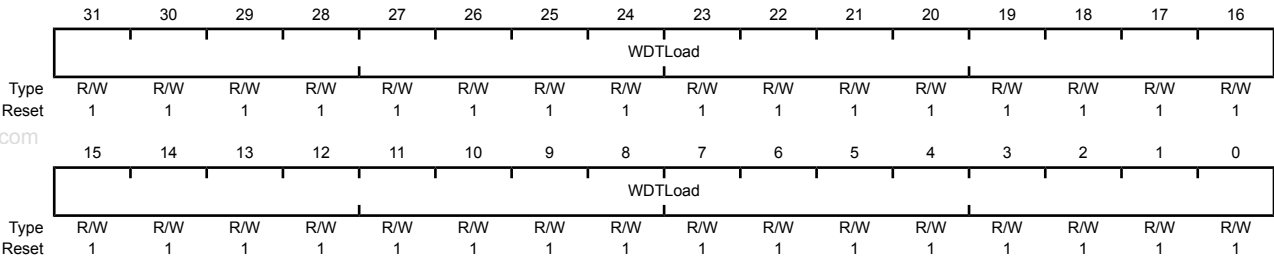 31 30 29 28 27 26 25 24 23 22 21 20 19 18 17 16
WDTLoad
Type R/W R/W R/W R/W R/W R/W R/W R/W R/W R/W R/W R/W R/W R/W R/W R/W
Reset 1 1 1 1 1 1 1 1 1 1 1 1 1 1 1 1
com
15 14 13 12 11 10 9 8 7 6 5 4 3 2 1 0
WDTLoad
Type R/W R/W R/W R/W R/W R/W R/W R/W R/W R/W R/W R/W R/W R/W R/W R/W
Reset 1 1 1 1 1 1 1 1 1 1 1 1 1 1 1 1